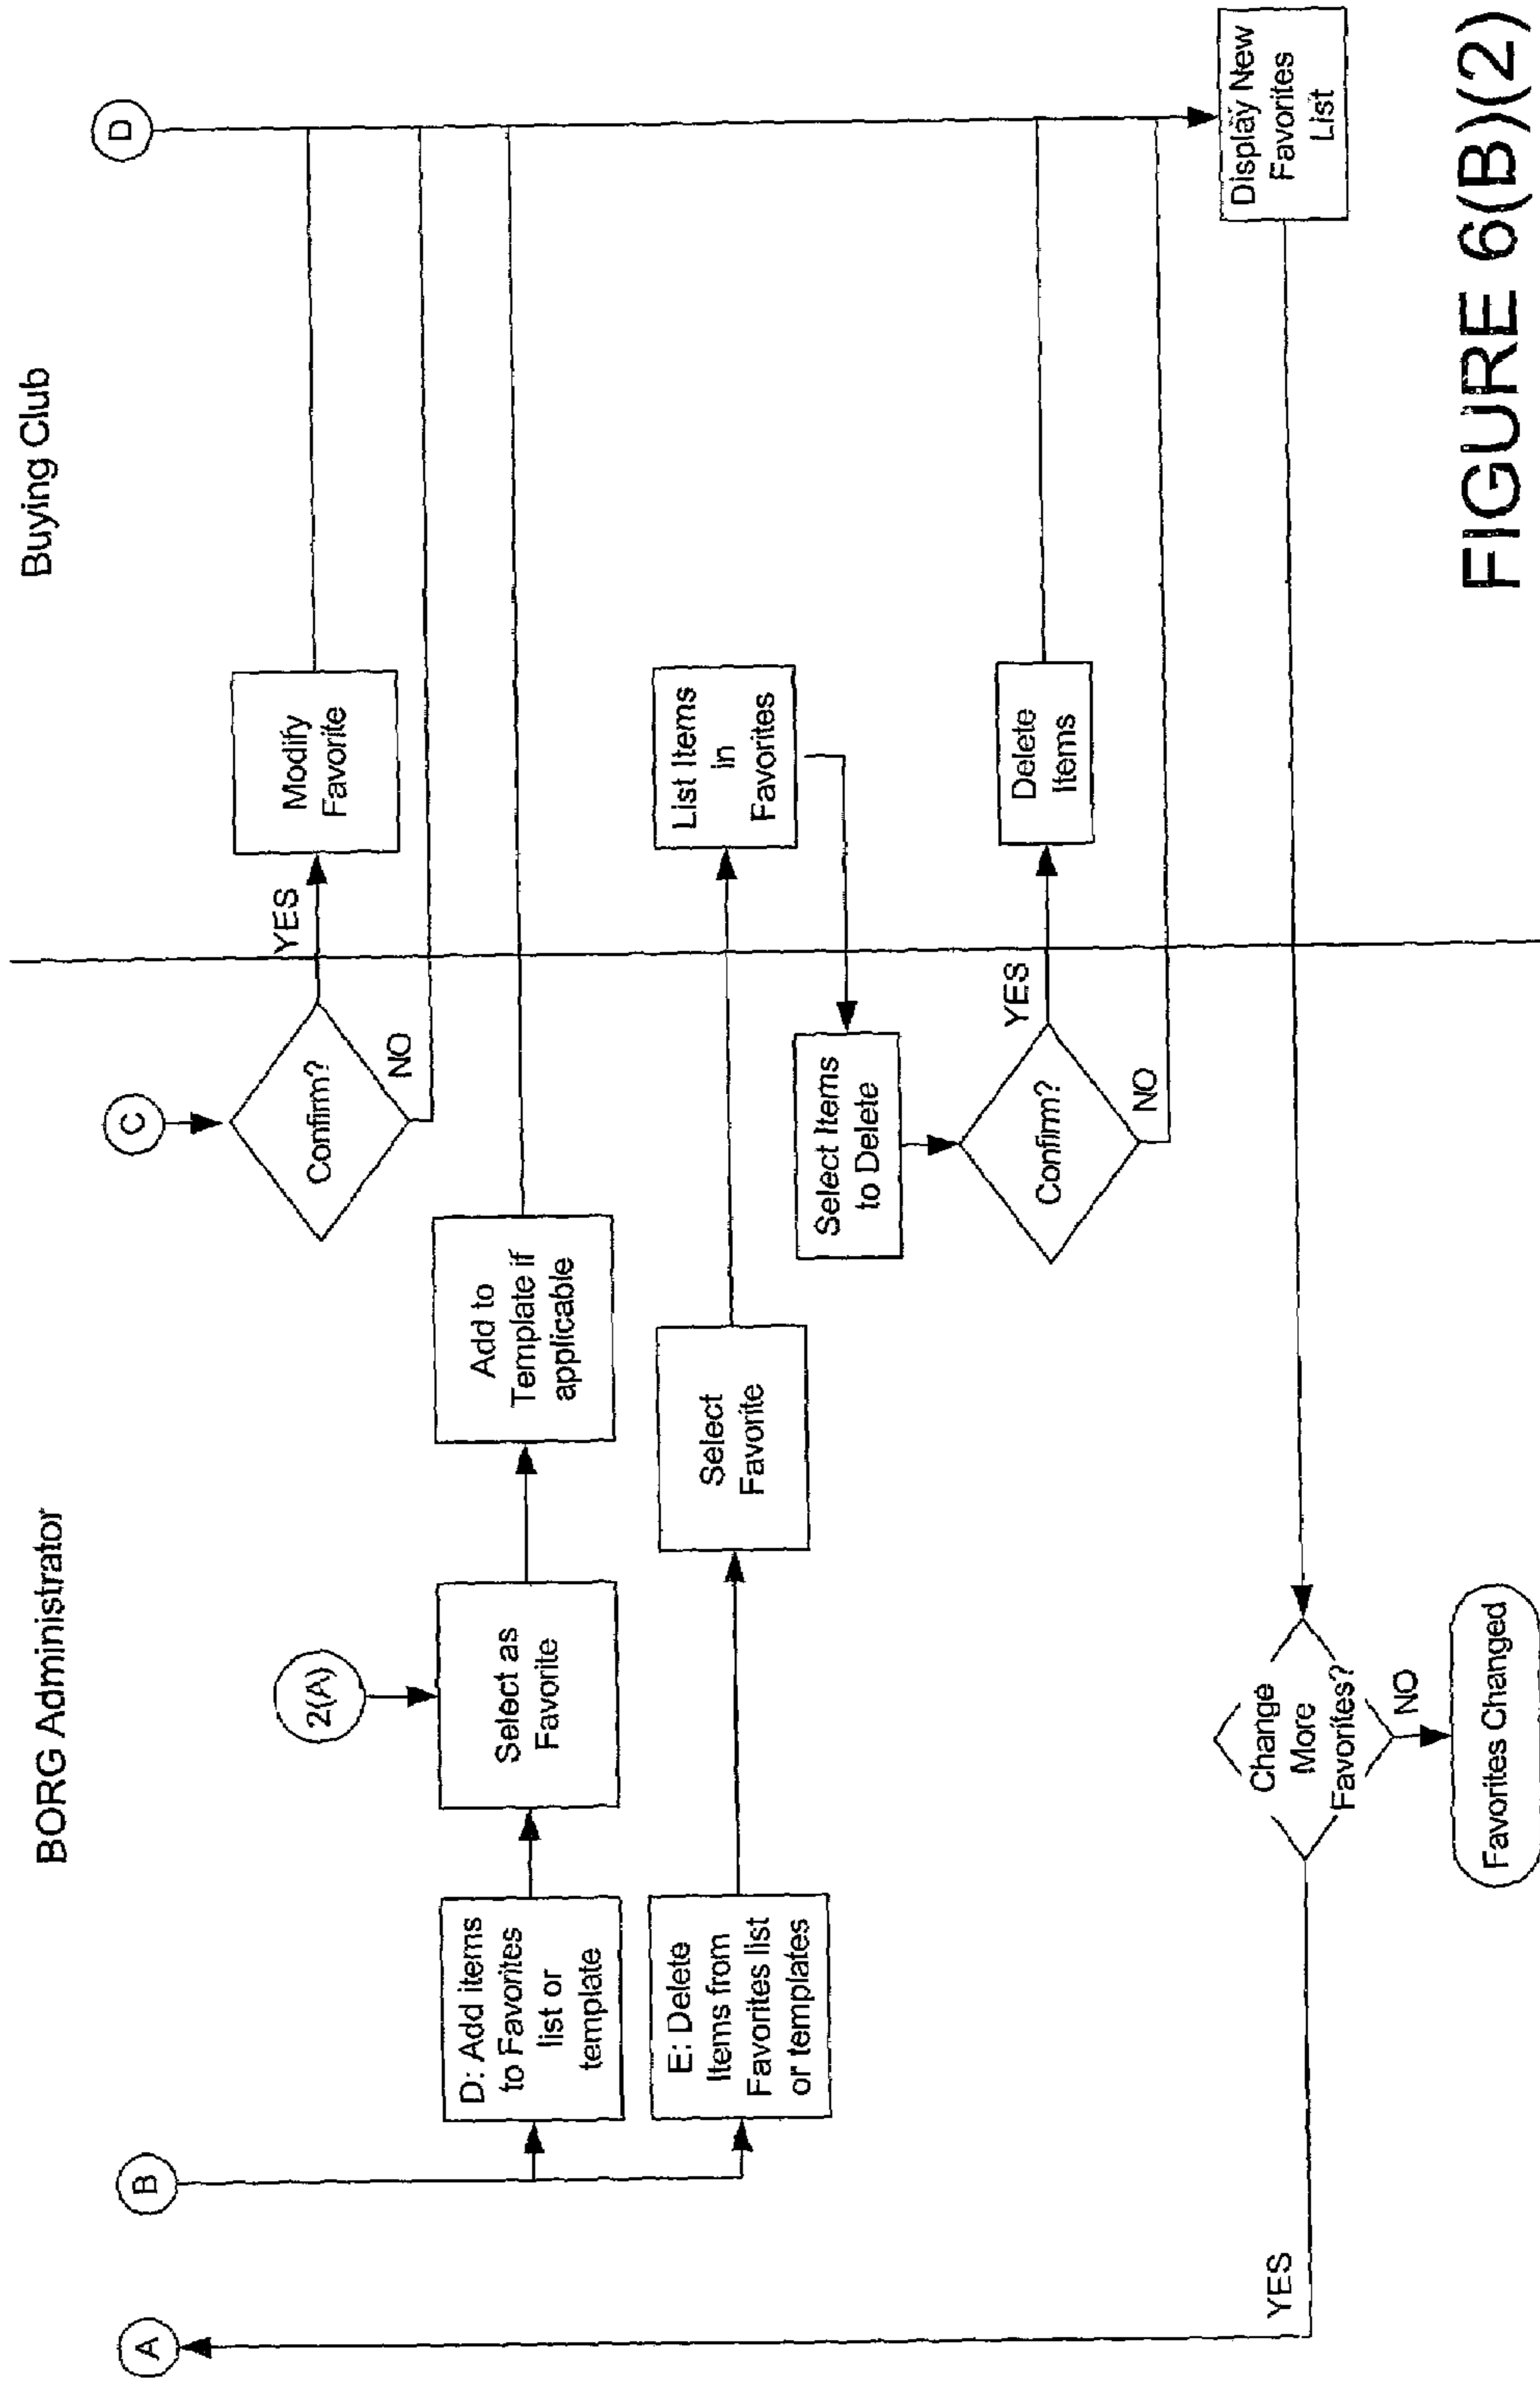 BORG Administrator
Buying Club
A
B
C
D
2(A)
Confirm?
YES
NO
Modify
Favorite
D: Add items
to Favorites
list or
template
Select as
Favorite
Add to
Template if
applicable
E: Delete
Items from
Favorites list
or templates
Select
Favorite
List Items
in
Favorites
Select Items
to Delete
Confirm?
YES
NO
Delete
Items
Display New
Favorites
List
Change
More
Favorites?
YES
NO
Favorites Changed
FIGURE 6(B)(2)